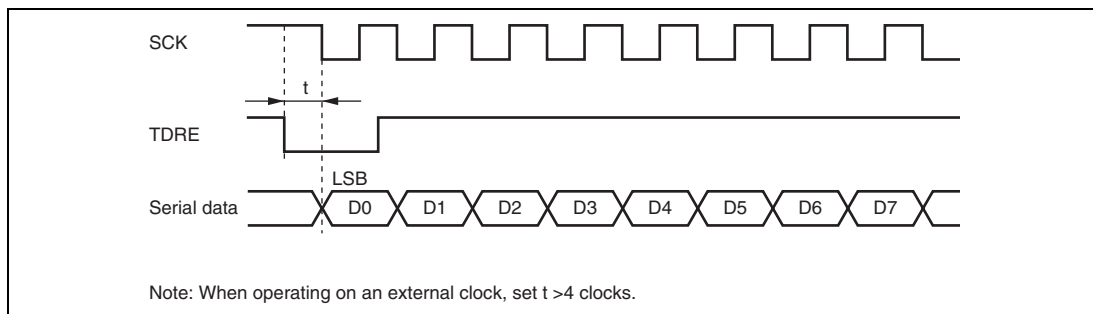 SCK
t
TDRE
LSB
Serial data D0 D1 D2 D3 D4 D5 D6 D7
Note: When operating on an external clock, set t >4 clocks.